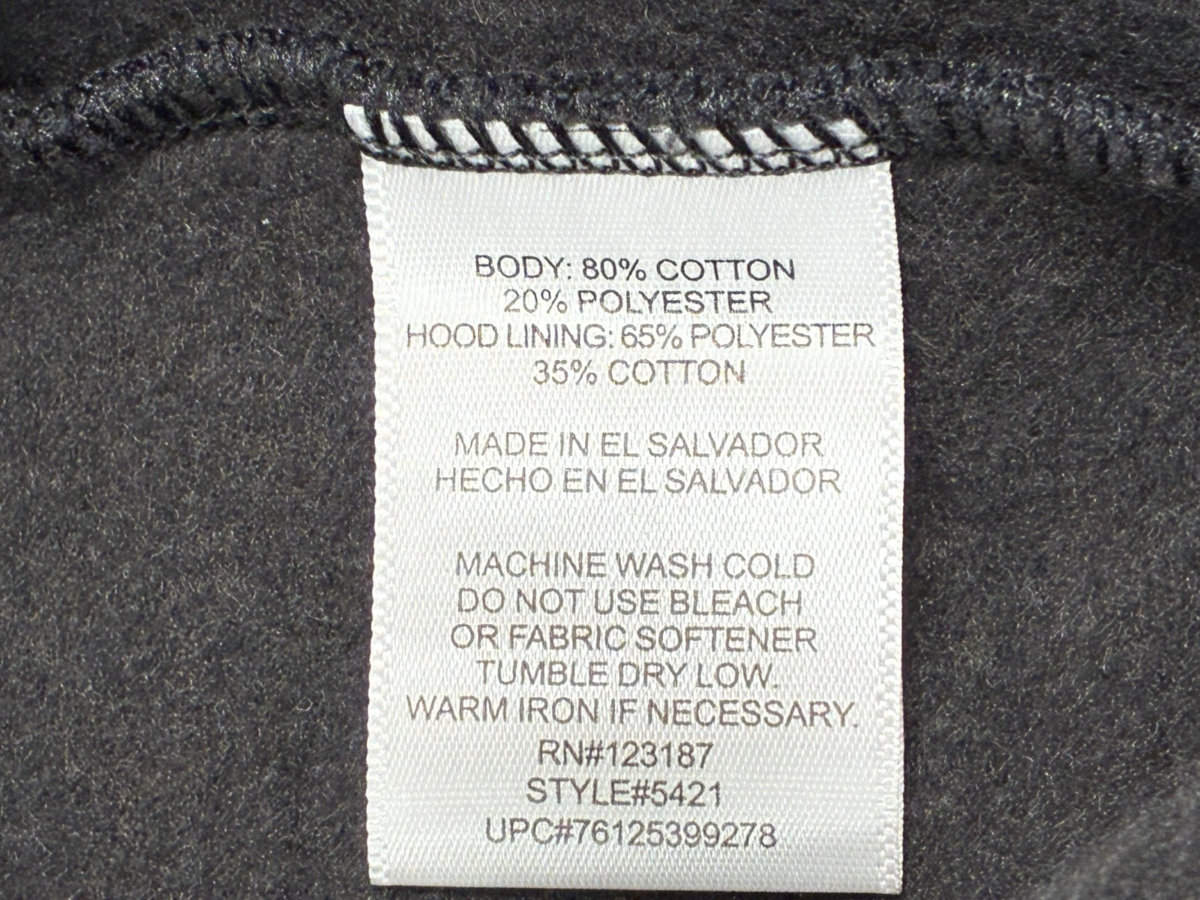 BODY: 80% COTTON
20% POLYESTER
HOOD LINING: 65% POLYESTER
35% COTTON
MADE IN EL SALVADOR
HECHO EN EL SALVADOR
MACHINE WASH COLD
DO NOT USE BLEACH
OR FABRIC SOFTENER
TUMBLE DRY LOW.
WARM IRON IF NECESSARY.
RN#123187
STYLE#5421
UPC#76125399278